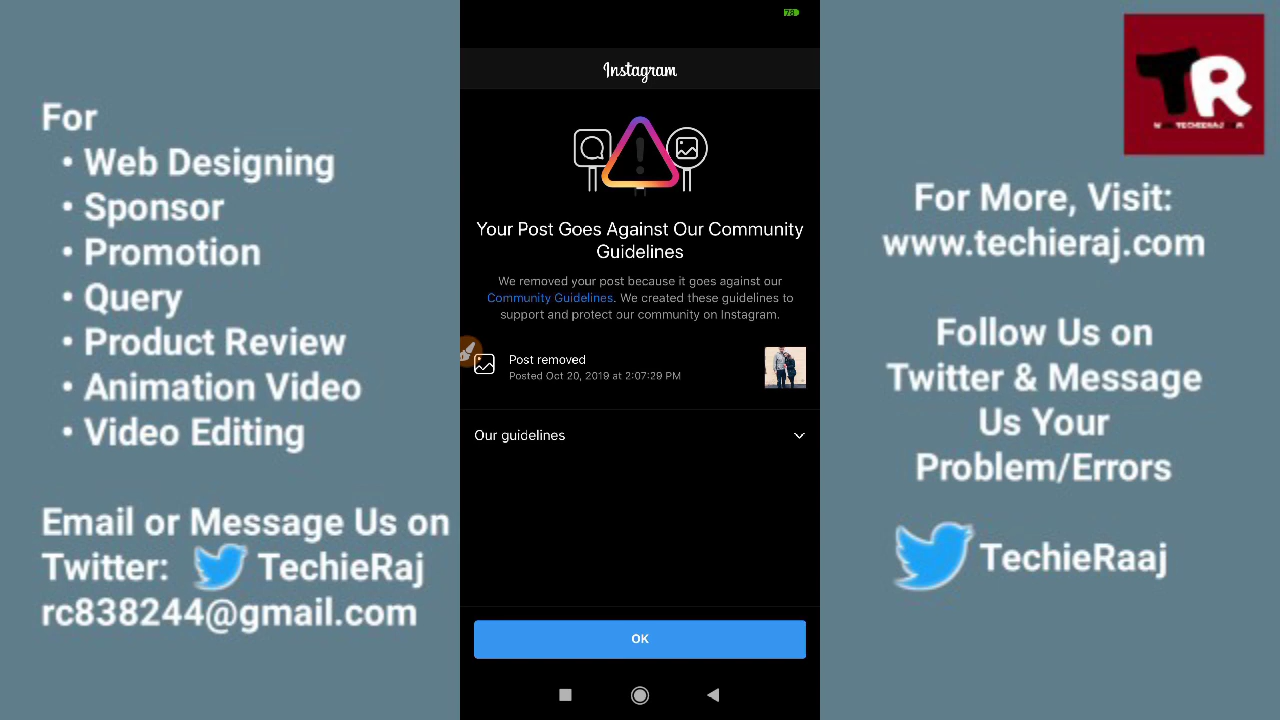 For
• Web Designing
• Sponsor
• Promotion
• Query
• Product Review
• Animation Video
• Video Editing
Email or Message Us on
Twitter: TechieRaj
rc838244@gmail.com
78
Instagram
Your Post Goes Against Our Community
Guidelines
We removed your post because it goes against our
Community Guidelines. We created these guidelines to
support and protect our community on Instagram.
Post removed
Posted Oct 20, 2019 at 2:07:29 PM
Our guidelines
OK
TR
For More, Visit:
www.techieraj.com
Follow Us on
Twitter & Message
Us Your
Problem/Errors
TechieRaaj